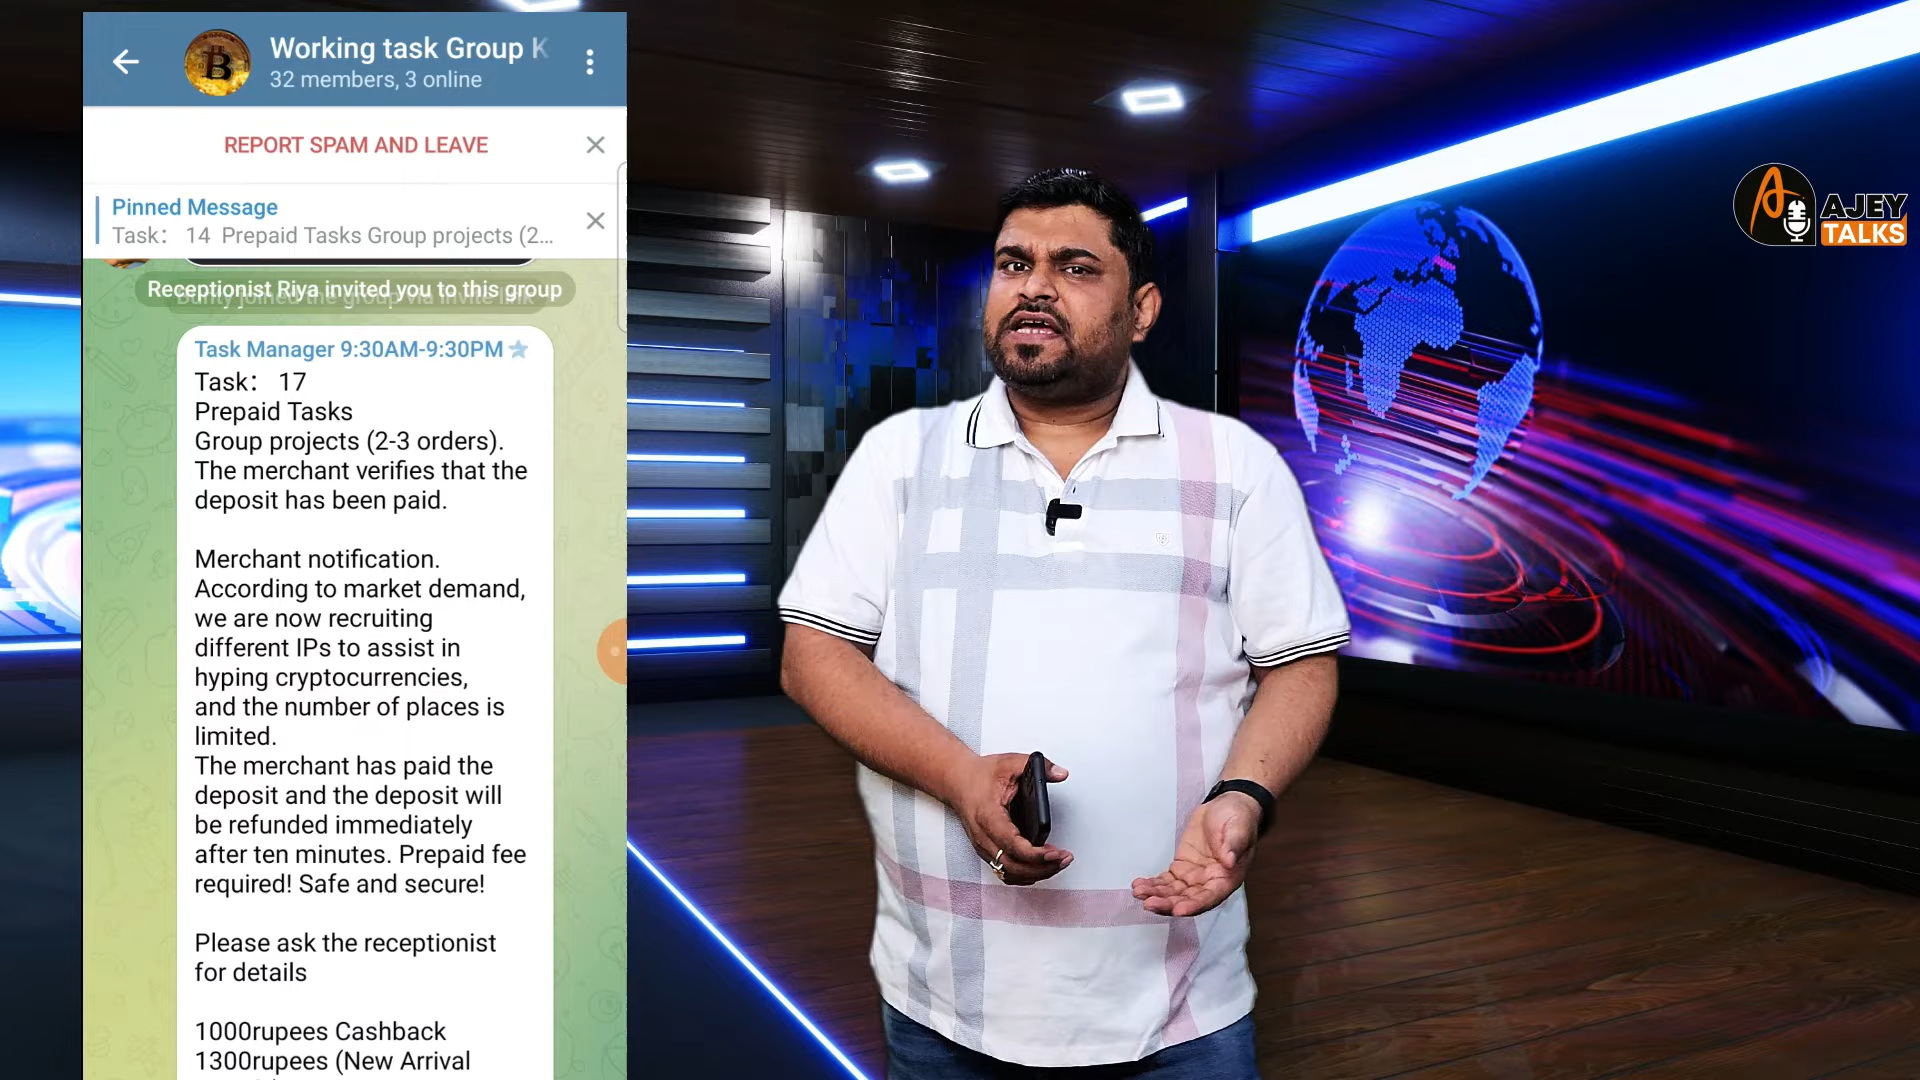 Working task Group K
32 members, 3 online
REPORT SPAM AND LEAVE
Pinned Message
Task: 14 Prepaid Tasks Group projects (2...
Receptionist Riya invited you to this group
Task Manager 9:30AM-9:30PM
Task: 17
Prepaid Tasks
Group projects (2-3 orders).
The merchant verifies that the
deposit has been paid.
Merchant notification.
According to market demand,
we are now recruiting
different IPs to assist in
hyping cryptocurrencies,
and the number of places is
limited.
The merchant has paid the
deposit and the deposit will
be refunded immediately
after ten minutes. Prepaid fee
required! Safe and secure!
Please ask the receptionist
for details
1000rupees Cashback
1300rupees (New Arrival
AJEY
TALKS